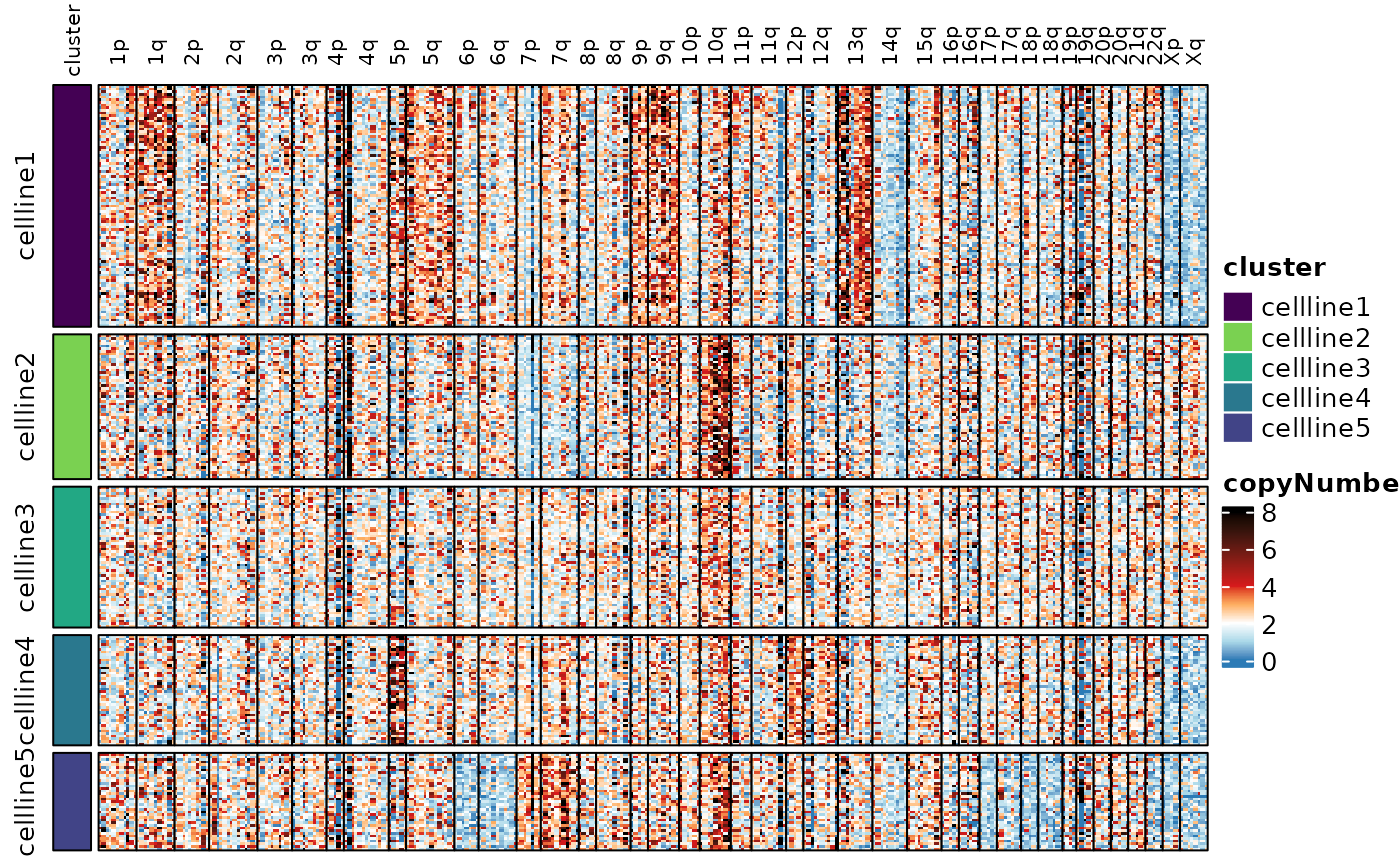 cluster
1p 1q 2p 2q 3p 3q 4p 4q 5p 5q 6p 6q 7p 7q 8p 8q 9p 9q 10p 10q 11p 11q 12p 12q 13q 14q 15q 16p 16q 17p 17q 18p 18q 19p 19q 20p 20q 21q 22q Xp Xq
cellline1
cellline2
cellline3
cellline4
cellline5
cluster
cellline1
cellline2
cellline3
cellline4
cellline5
copyNumbe
8
6
4
2
0